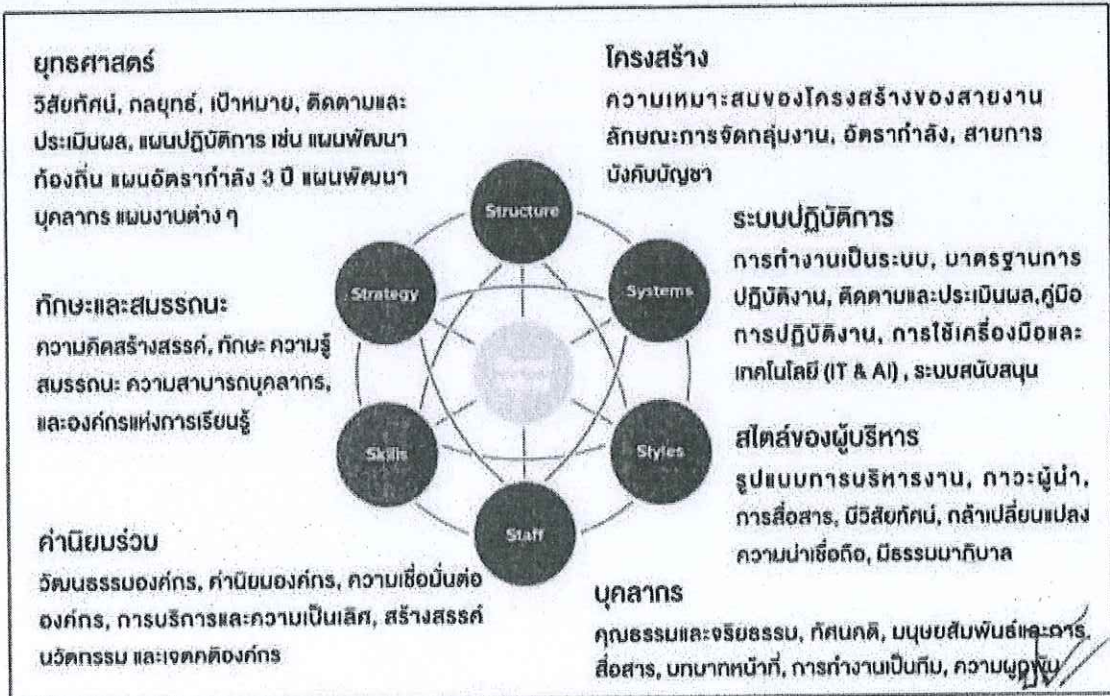 ยุทธศาสตร์
วิสัยทัศน์, กลยุทธ์, เป้าหมาย, ติดตามและ
ประเมินผล, แผนปฏิบัติการ เช่น แผนพัฒนา
ท้องถิ่น แผนอัตรากำลัง 3 ปี แผนพัฒนา
บุคลากร แผนงานต่าง ๆ
โครงสร้าง
ความเหมาะสมของโครงสร้างของสายงาน
ลักษณะการจัดกลุ่มงาน, อัตรากำลัง, สายการ
บังคับบัญชา
Structure
Strategy
Systems
Skills
Styles
Staff
ระบบปฏิบัติการ
การทำงานเป็นระบบ, มาตรฐานการ
ปฏิบัติงาน, ติดตามและประเมินผล,คู่มือ
การปฏิบัติงาน, การใช้เครื่องมือและ
เทคโนโลยี (IT & AI) , ระบบสนับสนุน
ทักษะและสมรรถนะ
ความคิดสร้างสรรค์, ทักษะ ความรู้
สมรรถนะ ความสามารถบุคลากร,
และองค์กรแห่งการเรียนรู้
สไตล์ของผู้บริหาร
รูปแบบการบริหารงาน, ภาวะผู้นำ,
การสื่อสาร, มีวิสัยทัศน์, กล้าเปลี่ยนแปลง
ความน่าเชื่อถือ, มีธรรมาภิบาล
ค่านิยมร่วม
วัฒนธรรมองค์กร, ค่านิยมองค์กร, ความเชื่อมั่นต่อ
องค์กร, การบริการและความเป็นเลิศ, สร้างสรรค์
นวัตกรรม และเจตคติองค์กร
บุคลากร
คุณธรรมและจริยธรรม, ทัศนคติ, มนุษยสัมพันธ์และการ
สื่อสาร, บทบาทหน้าที่, การทำงานเป็นทีม, ความผูกพัน